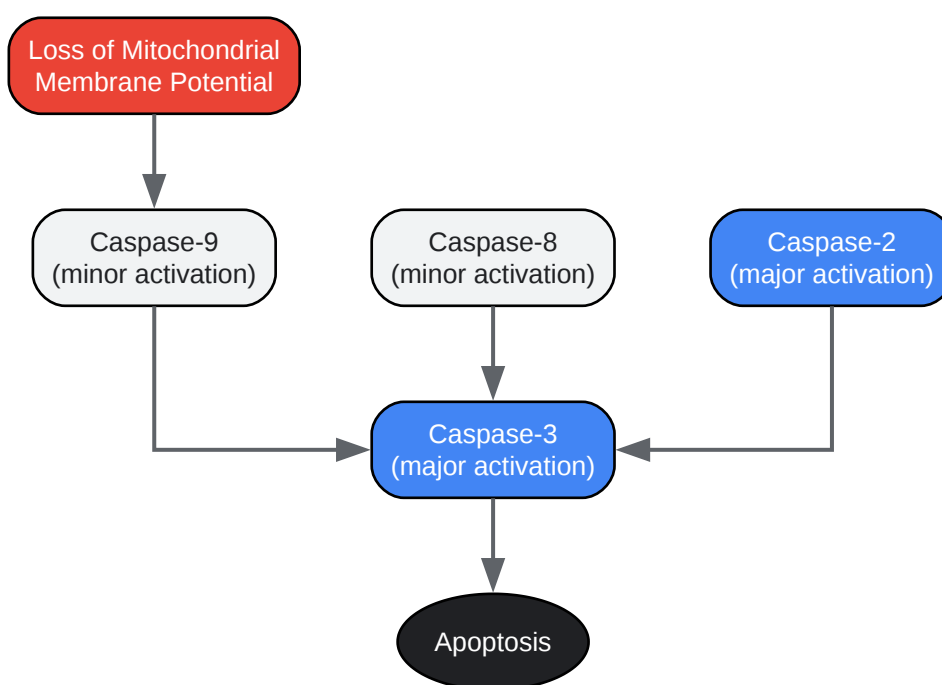 Loss of Mitochondrial
Membrane Potential
Caspase-9
(minor activation)
Caspase-8
(minor activation)
Caspase-2
(major activation)
Caspase-3
(major activation)
Apoptosis